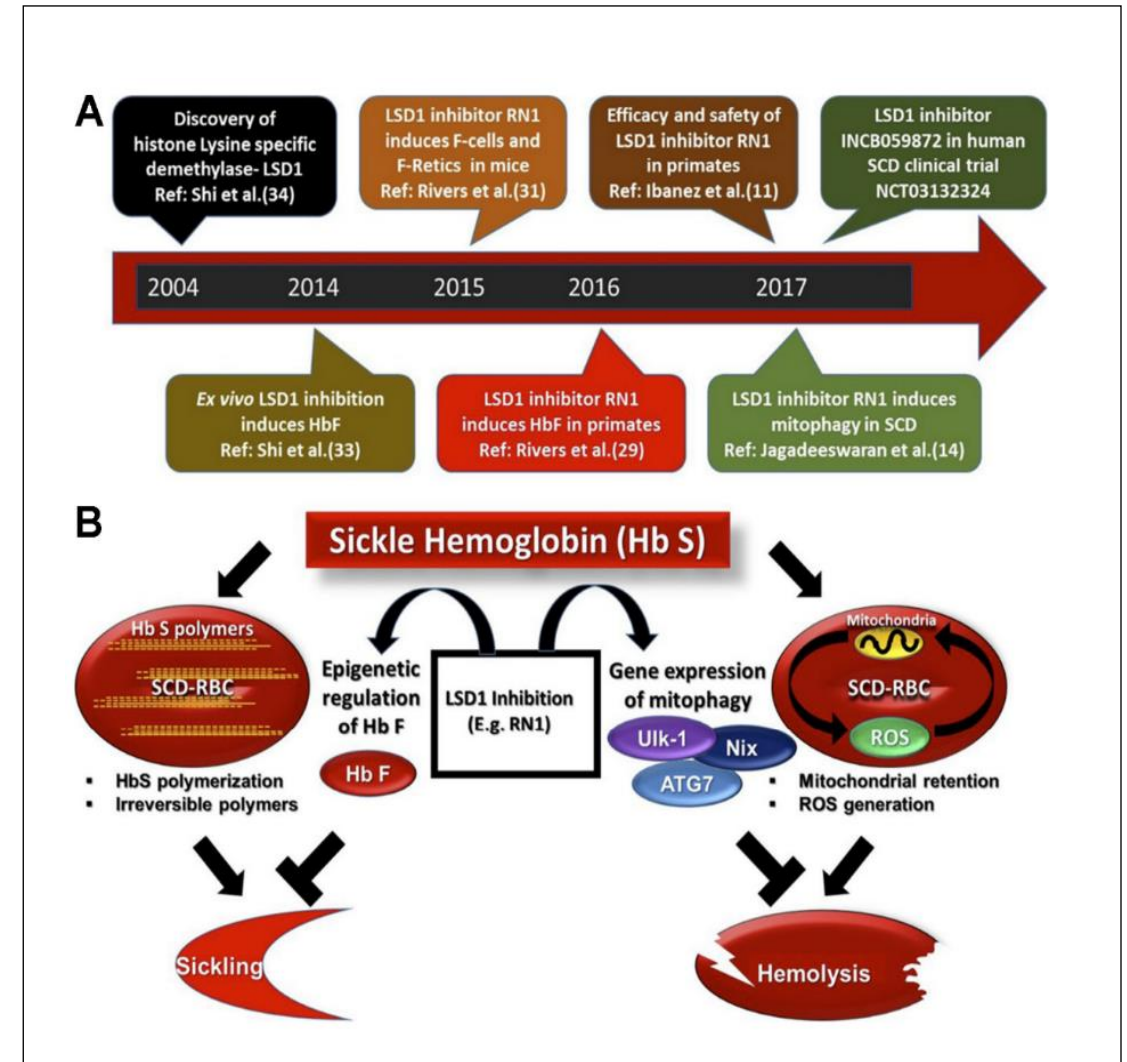 A
Discovery of
histone Lysine specific
demethylase- LSD1
Ref: Shi et al.(34)
LSD1 inhibitor RN1
induces F-cells and
F-Retics in mice
Ref: Rivers et al.(31)
Efficacy and safety of
LSD1 inhibitor RN1
in primates
Ref: Ibanez et al.(11)
LSD1 inhibitor
INCB059872 in human
SCD clinical trial
NCT03132324
2004 2014 2015 2016 2017
Ex vivo LSD1 inhibition
induces HbF
Ref: Shi et al.(33)
LSD1 inhibitor RN1
induces HbF in primates
Ref: Rivers et al.(29)
LSD1 inhibitor RN1 induces
mitophagy in SCD
Ref: Jagadeeswaran et al.(14)
B
Sickle Hemoglobin (Hb S)
Hb S polymers
SCD-RBC
▪ HbS polymerization
▪ Irreversible polymers
Epigenetic
regulation
of Hb F
Hb F
LSD1 Inhibition
(E.g. RN1)
Gene expression
of mitophagy
Ulk-1
Nix
ATG7
Mitochondria
SCD-RBC
ROS
▪ Mitochondrial retention
▪ ROS generation
Sickling
Hemolysis